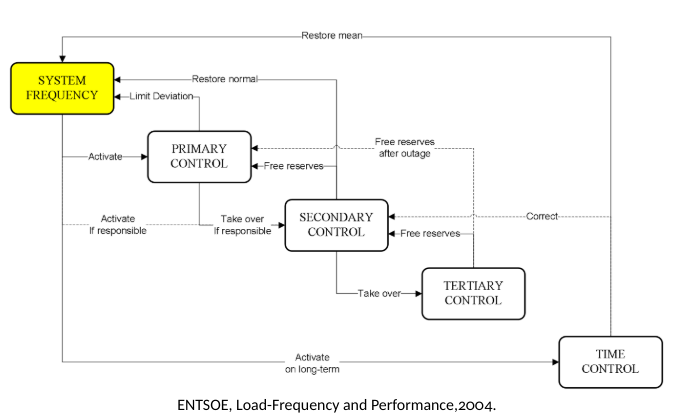 Restore mean
SYSTEM
FREQUENCY
Restore normal
Limit Deviation
PRIMARY
CONTROL
Free reserves
after outage
Activate
Free reserves
SECONDARY
CONTROL
Activate
If responsible
Take over
If responsible
Correct
Free reserves
TERTIARY
CONTROL
Take over
TIME
CONTROL
Activate
on long-term
ENTSOE, Load-Frequency and Performance,2004.